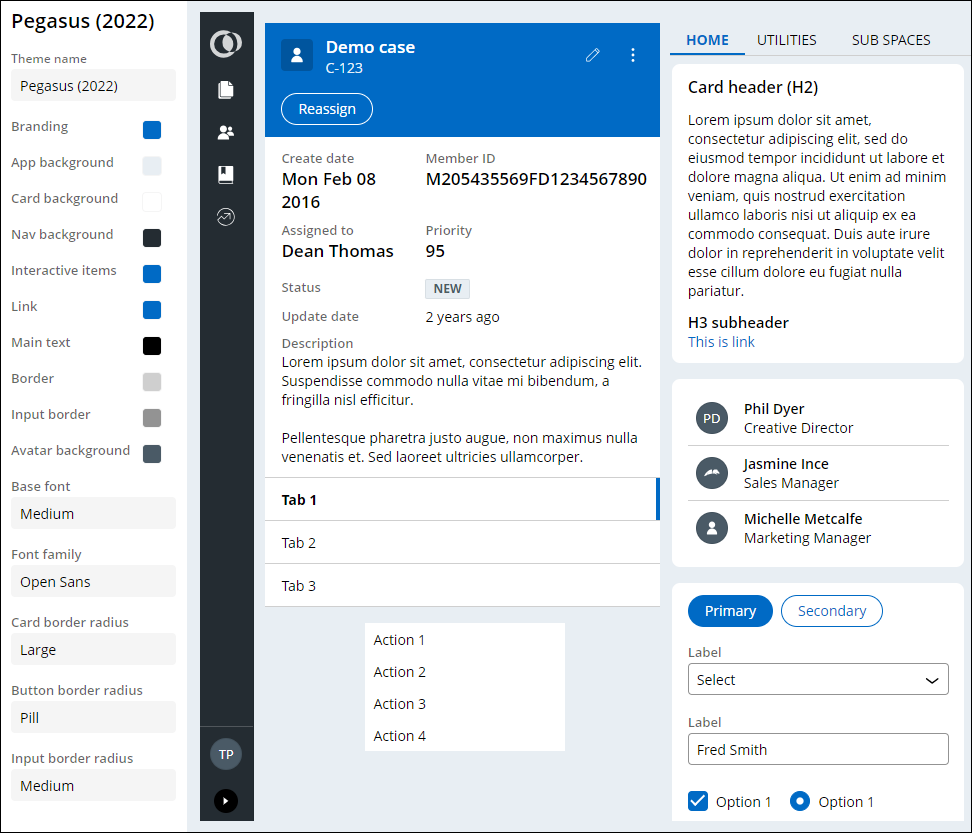 Pegasus (2022)
Theme name
Pegasus (2022)
Branding
App background
Card background
Nav background
Interactive items
Link
Main text
Border
Input border
Avatar background
Base font
Medium
Font family
Open Sans
Card border radius
Large
Button border radius
Pill
Input border radius
Medium
TP
Demo case
C-123
Reassign
Create date
Mon Feb 08
2016
Member ID
M205435569FD1234567890
Assigned to
Dean Thomas
Priority
95
Status
NEW
Update date
2 years ago
Description
Lorem ipsum dolor sit amet, consectetur adipiscing elit.
Suspendisse commodo nulla vitae mi bibendum, a
fringilla nisl efficitur.
Pellentesque pharetra justo augue, non maximus nulla
venenatis et. Sed laoreet ultricies ullamcorper.
Tab 1
Tab 2
Tab 3
Action 1
Action 2
Action 3
Action 4
HOME
UTILITIES
SUB SPACES
Card header (H2)
Lorem ipsum dolor sit amet,
consectetur adipiscing elit, sed do
eiusmod tempor incididunt ut labore et
dolore magna aliqua. Ut enim ad minim
veniam, quis nostrud exercitation
ullamco laboris nisi ut aliquip ex ea
commodo consequat. Duis aute irure
dolor in reprehenderit in voluptate velit
esse cillum dolore eu fugiat nulla
pariatur.
H3 subheader
This is link
PD
Phil Dyer
Creative Director
Jasmine Ince
Sales Manager
Michelle Metcalfe
Marketing Manager
Primary
Secondary
Label
Select
Label
Fred Smith
Option 1
Option 1